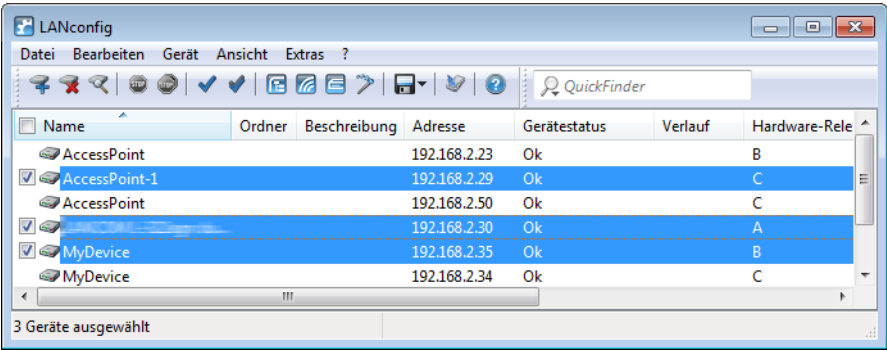 LANconfig
Datei Bearbeiten Gerät Ansicht Extras ?
STOP STOP QuickFinder
Name Ordner Beschreibung Adresse Gerätestatus Verlauf Hardware-Rele
AccessPoint 192.168.2.23 Ok B
AccessPoint-1 192.168.2.29 Ok C
AccessPoint 192.168.2.50 Ok C
192.168.2.30 Ok A
MyDevice 192.168.2.35 Ok B
MyDevice 192.168.2.34 Ok C
3 Geräte ausgewählt